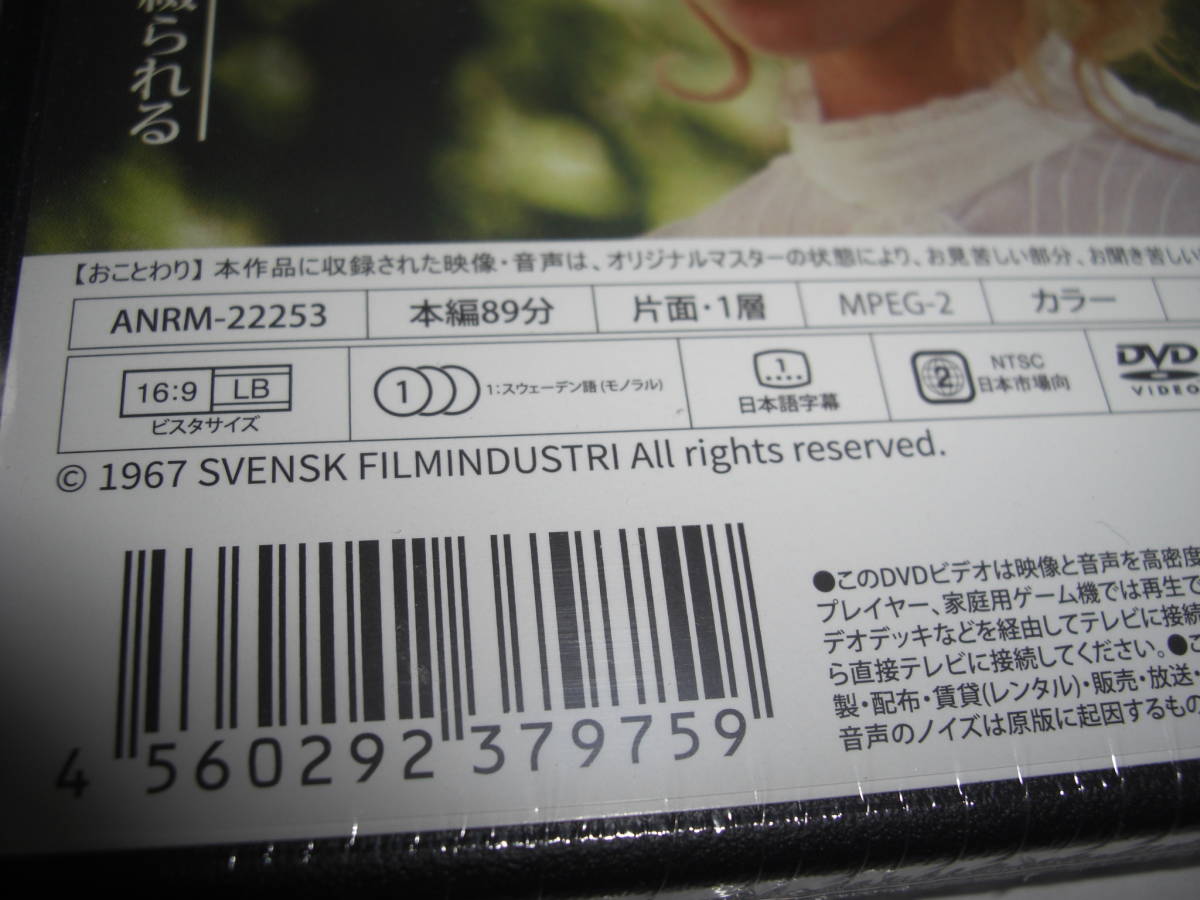 綴られる
【おことわり】本作品に収録された映像・音声は、オリジナルマスターの状態により、お見苦しい部分、お聞き苦しい
ANRM-22253 本編89分 片面・1層 MPEG-2 カラー
16:9 LB 1 1:スウェーデン語(モノラル) 1 2 NTSC DVD
ビスタサイズ 日本語字幕 日本市場向 VIDEO
© 1967 SVENSK FILMINDUSTRI All rights reserved.
●このDVDビデオは映像と音声を高密度
プレイヤー、家庭用ゲーム機では再生で
デオデッキなどを経由してテレビに接続
ら直接テレビに接続してください。●こ
製・配布・賃貸(レンタル)・販売・放送・
音声のノイズは原版に起因するもの
4 560292 379759